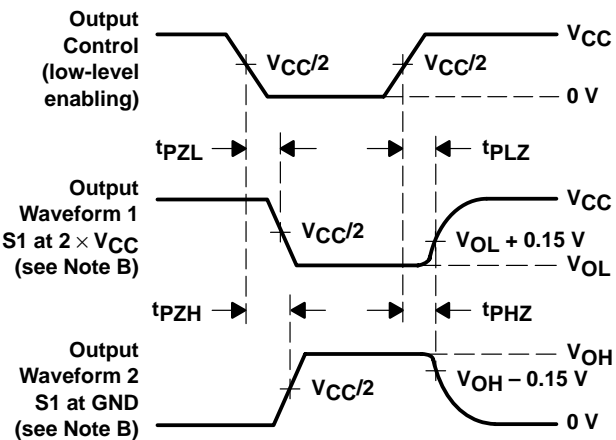 Output
Control
(low-level
enabling)
VCC/2
VCC/2
VCC
0 V
tPZL
tPLZ
Output
Waveform 1
S1 at 2 × VCC
(see Note B)
VCC/2
VCC
VOL + 0.15 V
VOL
tPZH
tPHZ
Output
Waveform 2
S1 at GND
(see Note B)
VCC/2
VOH
VOH – 0.15 V
0 V